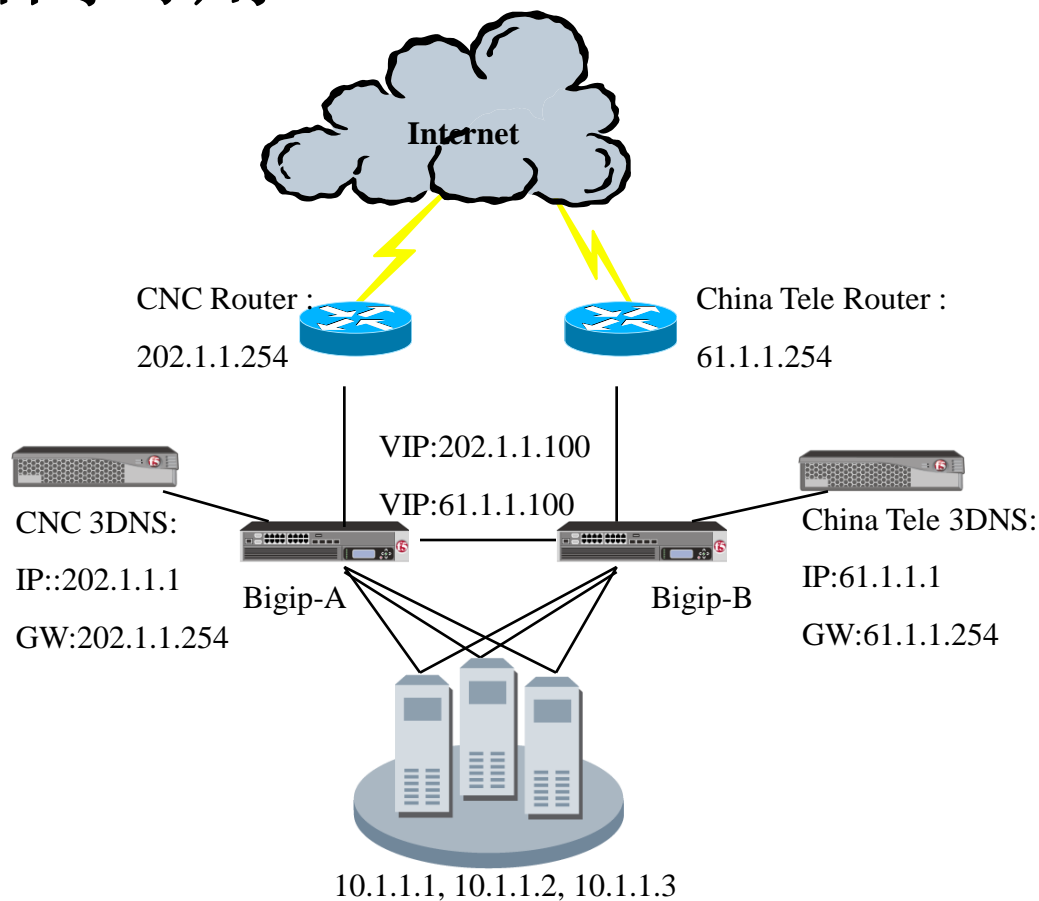 Internet
CNC Router :
202.1.1.254
China Tele Router :
61.1.1.254
VIP:202.1.1.100
VIP:61.1.1.100
CNC 3DNS:
IP::202.1.1.1
GW:202.1.1.254
China Tele 3DNS:
IP:61.1.1.1
GW:61.1.1.254
Bigip-A
Bigip-B
10.1.1.1, 10.1.1.2, 10.1.1.3